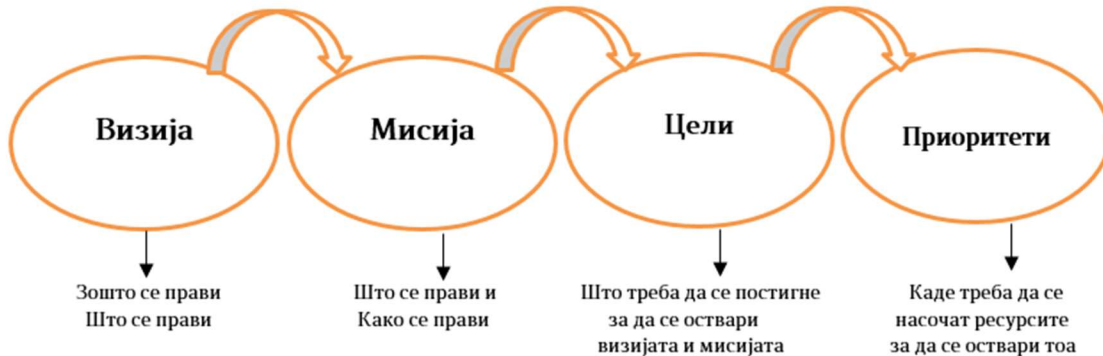 Визија
Мисија
Цели
Приоритети
Зошто се прави
Што се прави
Што се прави и
Како се прави
Што треба да се постигне
за да се оствари
визијата и мисијата
Каде треба да се
насочат ресурсите
за да се оствари тоа